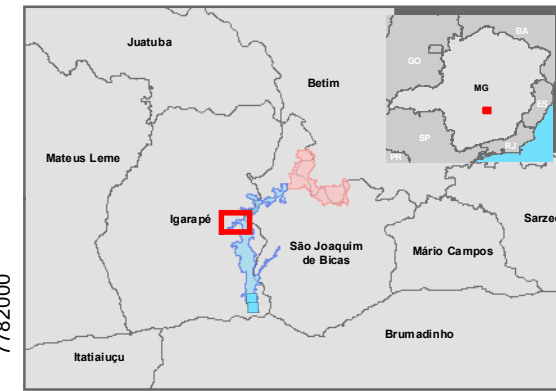 Juatuba
BA
GO
Betim
MG
ES
Mateus Leme
SP
RJ
PR
Igarapé
Sarzedo
São Joaquim
de Bicas
Mário Campos
7782000
Brumadinho
Itatiaiuçu